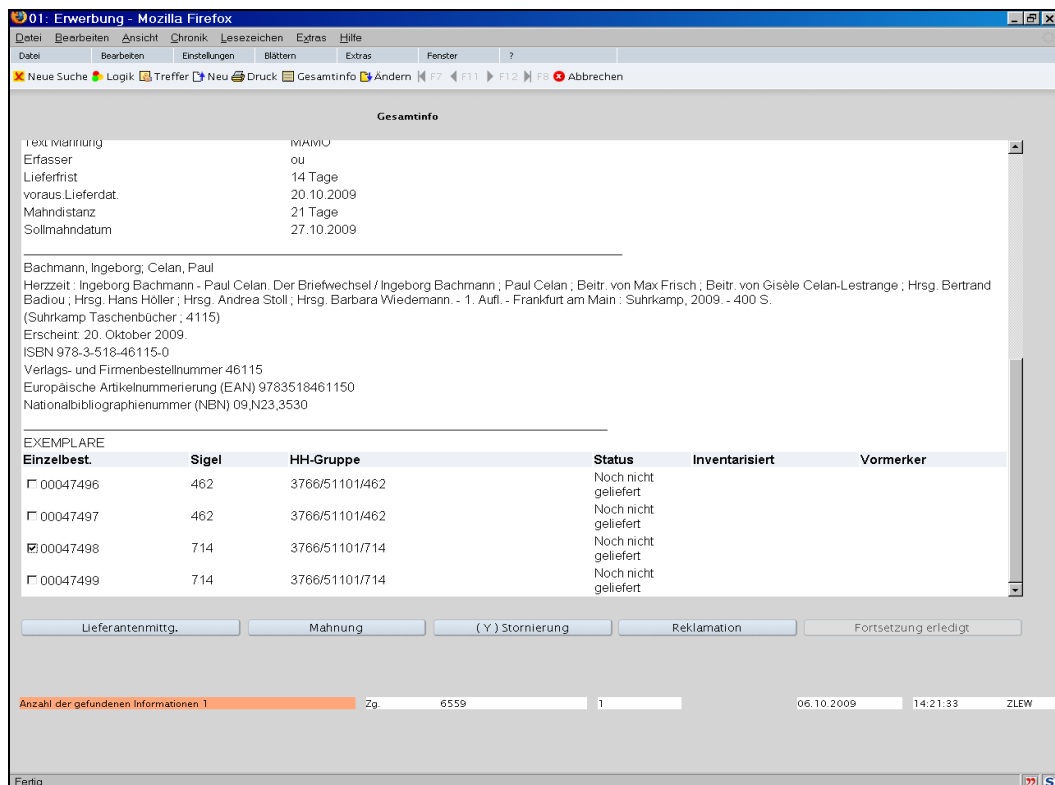 01: Erwerbung - Mozilla Firefox
Datei Bearbeiten Ansicht Chronik Lesezeichen Extras Hilfe
Datei Bearbeiten Einstellungen Blättern Extras Fenster ?
Neue Suche Logik Treffer Neu Druck Gesamtinfo Ändern F7 F11 F12 F8 Abbrechen
Gesamtinfo
Text Mahnung MAMO
Erfasser ou
Lieferfrist 14 Tage
voraus.Lieferdat. 20.10.2009
Mahndistanz 21 Tage
Sollmahndatum 27.10.2009
Bachmann, Ingeborg; Celan, Paul
Herzzeit : Ingeborg Bachmann - Paul Celan. Der Briefwechsel / Ingeborg Bachmann ; Paul Celan ; Beitr. von Max Frisch ; Beitr. von Gisèle Celan-Lestrange ; Hrsg. Bertrand
Badiou ; Hrsg. Hans Höller ; Hrsg. Andrea Stoll ; Hrsg. Barbara Wiedemann. - 1. Aufl. - Frankfurt am Main : Suhrkamp, 2009. - 400 S.
(Suhrkamp Taschenbücher ; 4115)
Erscheint: 20. Oktober 2009.
ISBN 978-3-518-46115-0
Verlags- und Firmenbestellnummer 46115
Europäische Artikelnummerierung (EAN) 9783518461150
Nationalbibliographienummer (NBN) 09,N23,3530
EXEMPLARE
Einzelbest. Sigel HH-Gruppe Status Inventarisiert Vormerker
00047496 462 3766/51101/462 Noch nicht
geliefert
00047497 462 3766/51101/462 Noch nicht
geliefert
00047498 714 3766/51101/714 Noch nicht
geliefert
00047499 714 3766/51101/714 Noch nicht
geliefert
Lieferantenmittg. Mahnung ( Y ) Stornierung Reklamation Fortsetzung erledigt
Anzahl der gefundenen Informationen 1 Zg. 6559 1 06.10.2009 14:21:33 ZLEW
Fertig